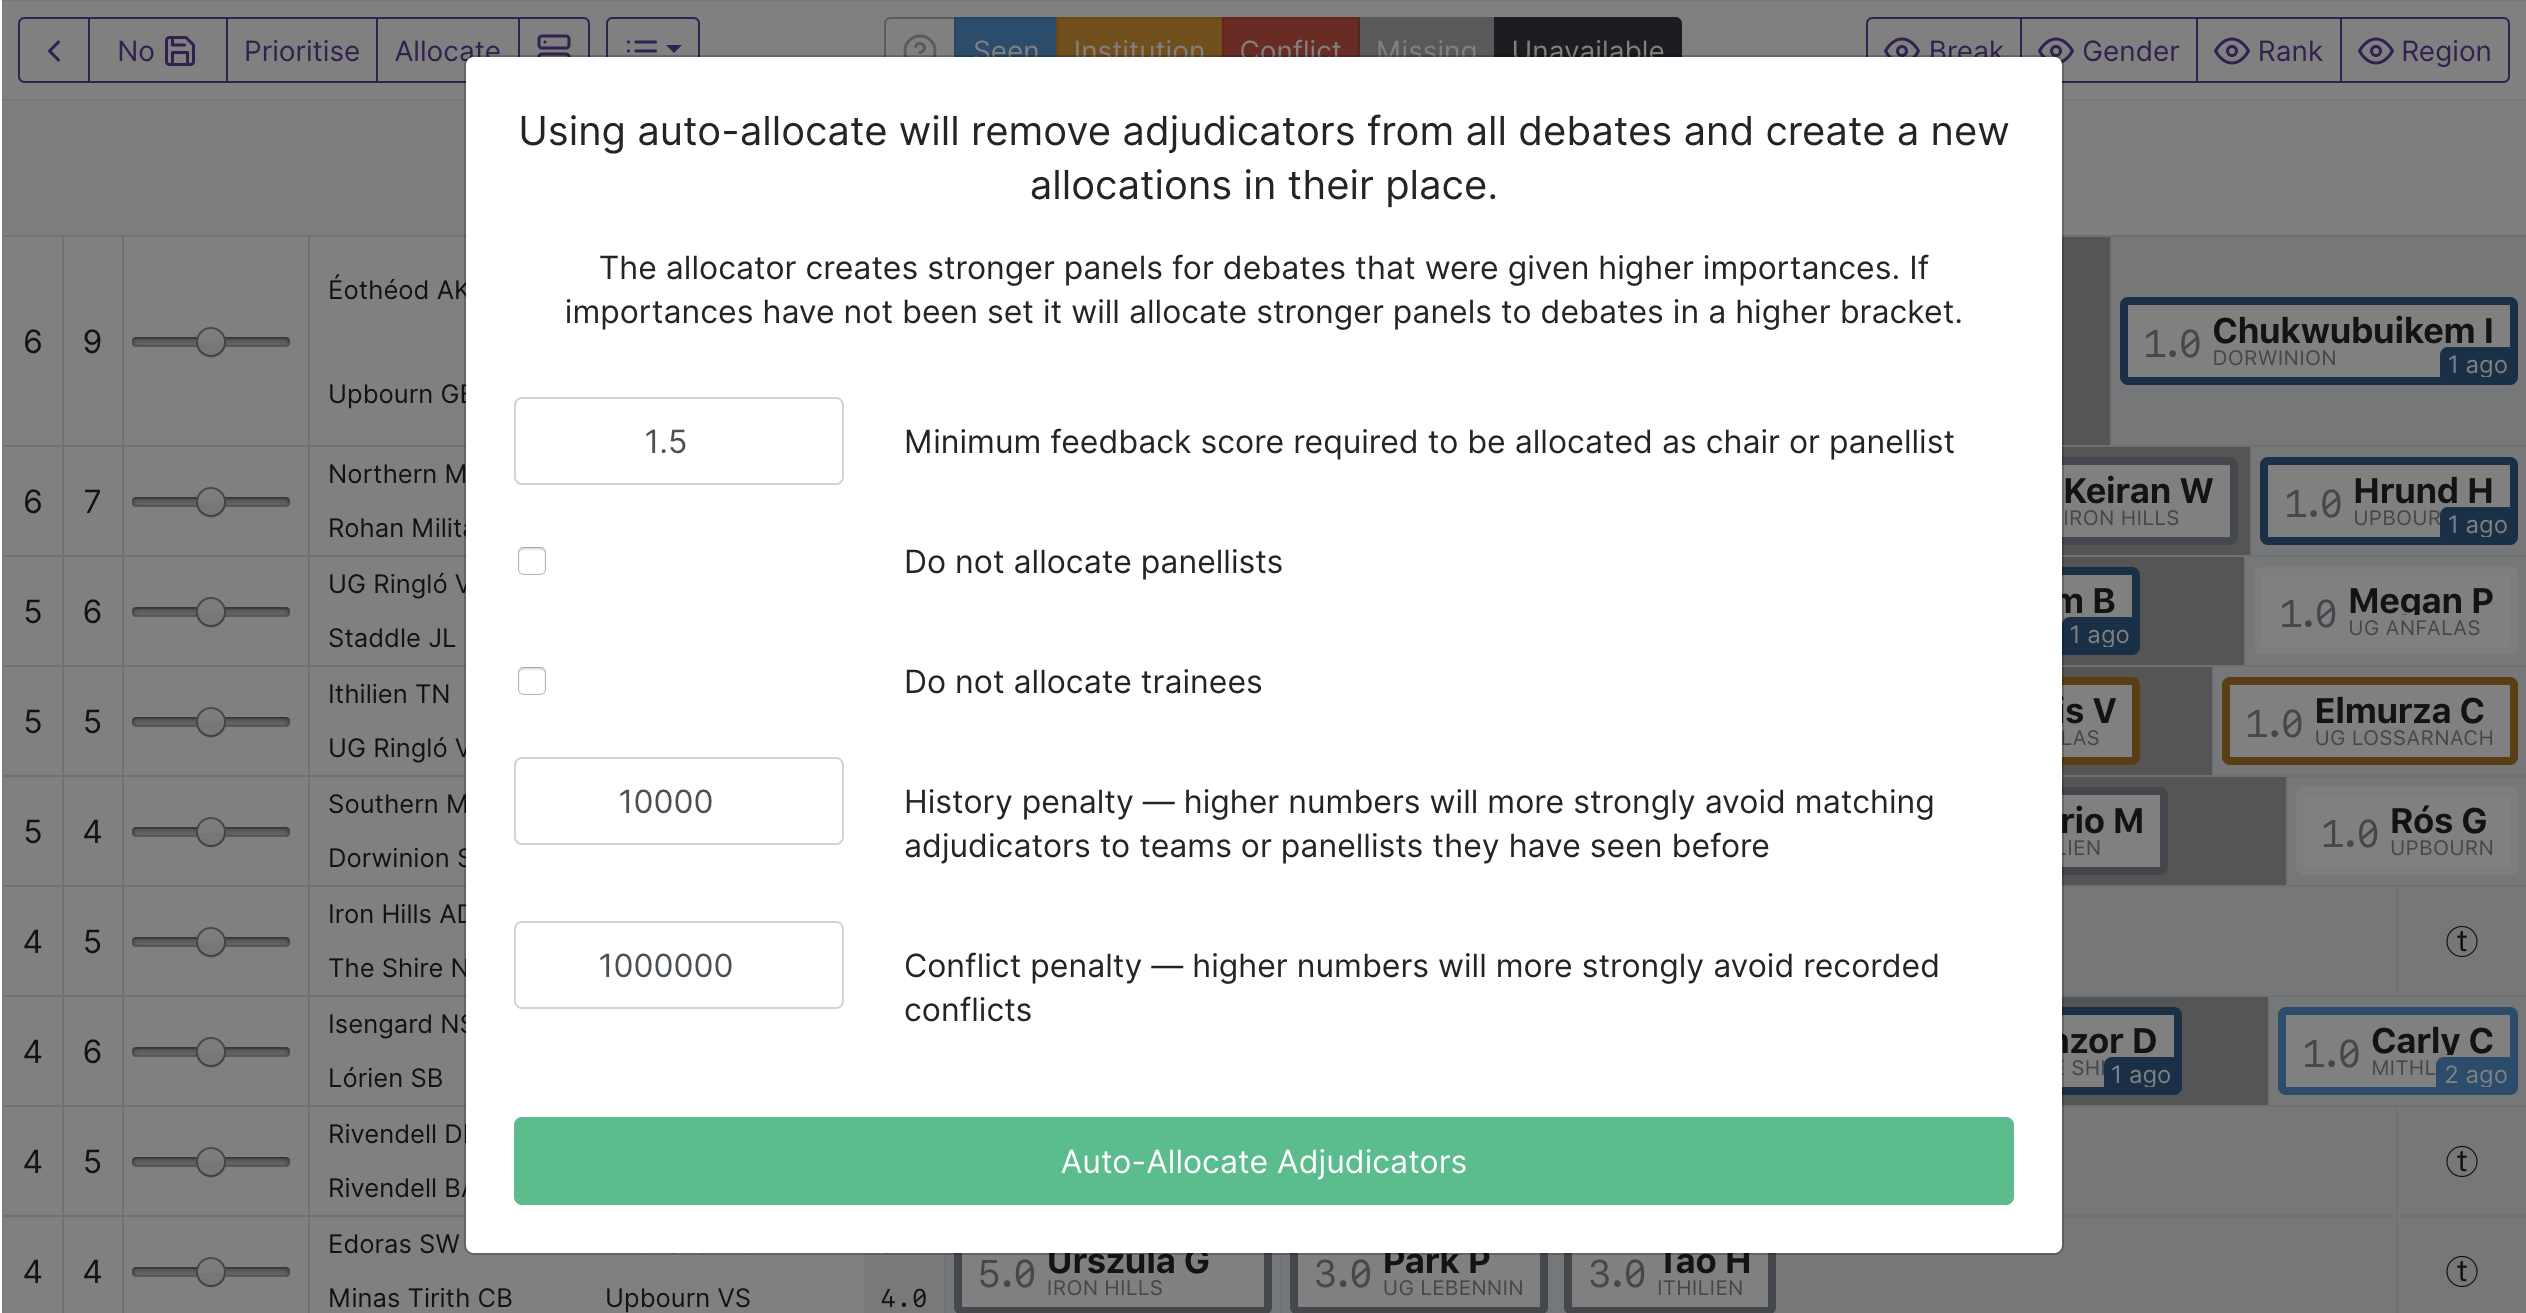 No
Prioritise
Allocate
Seen
Institution
Conflict
Missing
Unavailable
Break
Gender
Rank
Region
Using auto-allocate will remove adjudicators from all debates and create a new
allocations in their place.
The allocator creates stronger panels for debates that were given higher importances. If
importances have not been set it will allocate stronger panels to debates in a higher bracket.
1.5
Minimum feedback score required to be allocated as chair or panellist
Do not allocate panellists
Do not allocate trainees
10000
History penalty — higher numbers will more strongly avoid matching
adjudicators to teams or panellists they have seen before
1000000
Conflict penalty — higher numbers will more strongly avoid recorded
conflicts
Auto-Allocate Adjudicators
6 9
Éothéod
Upbourn
1.0 Chukwubuikem I
DORWINION
1 ago
6 7
Northern
Rohan
Keiran W
IRON HILLS
1.0 Hrund H
1 ago
5 6
UG Ringló
Staddle JL
B
1 ago
1.0 Megan P
UG ANFALAS
5 5
Ithilien TN
UG Ringló
V
1.0 Elmurza C
UG LOSSARNACH
5 4
Southern
Dorwinion
M
1.0 Rós G
UPBOURN
4 5
Iron Hills
The Shire
t
4 6
Isengard
Lórien SB
D
1 ago
1.0 Carly C
2 ago
4 5
Rivendell
Rivendell
t
4 4
Edoras SW
Minas Tirith CB
Upbourn VS
4.0
5.0 Urszula G
IRON HILLS
3.0 Park P
UG LEBENNIN
3.0 Tao H
ITHILIEN
t